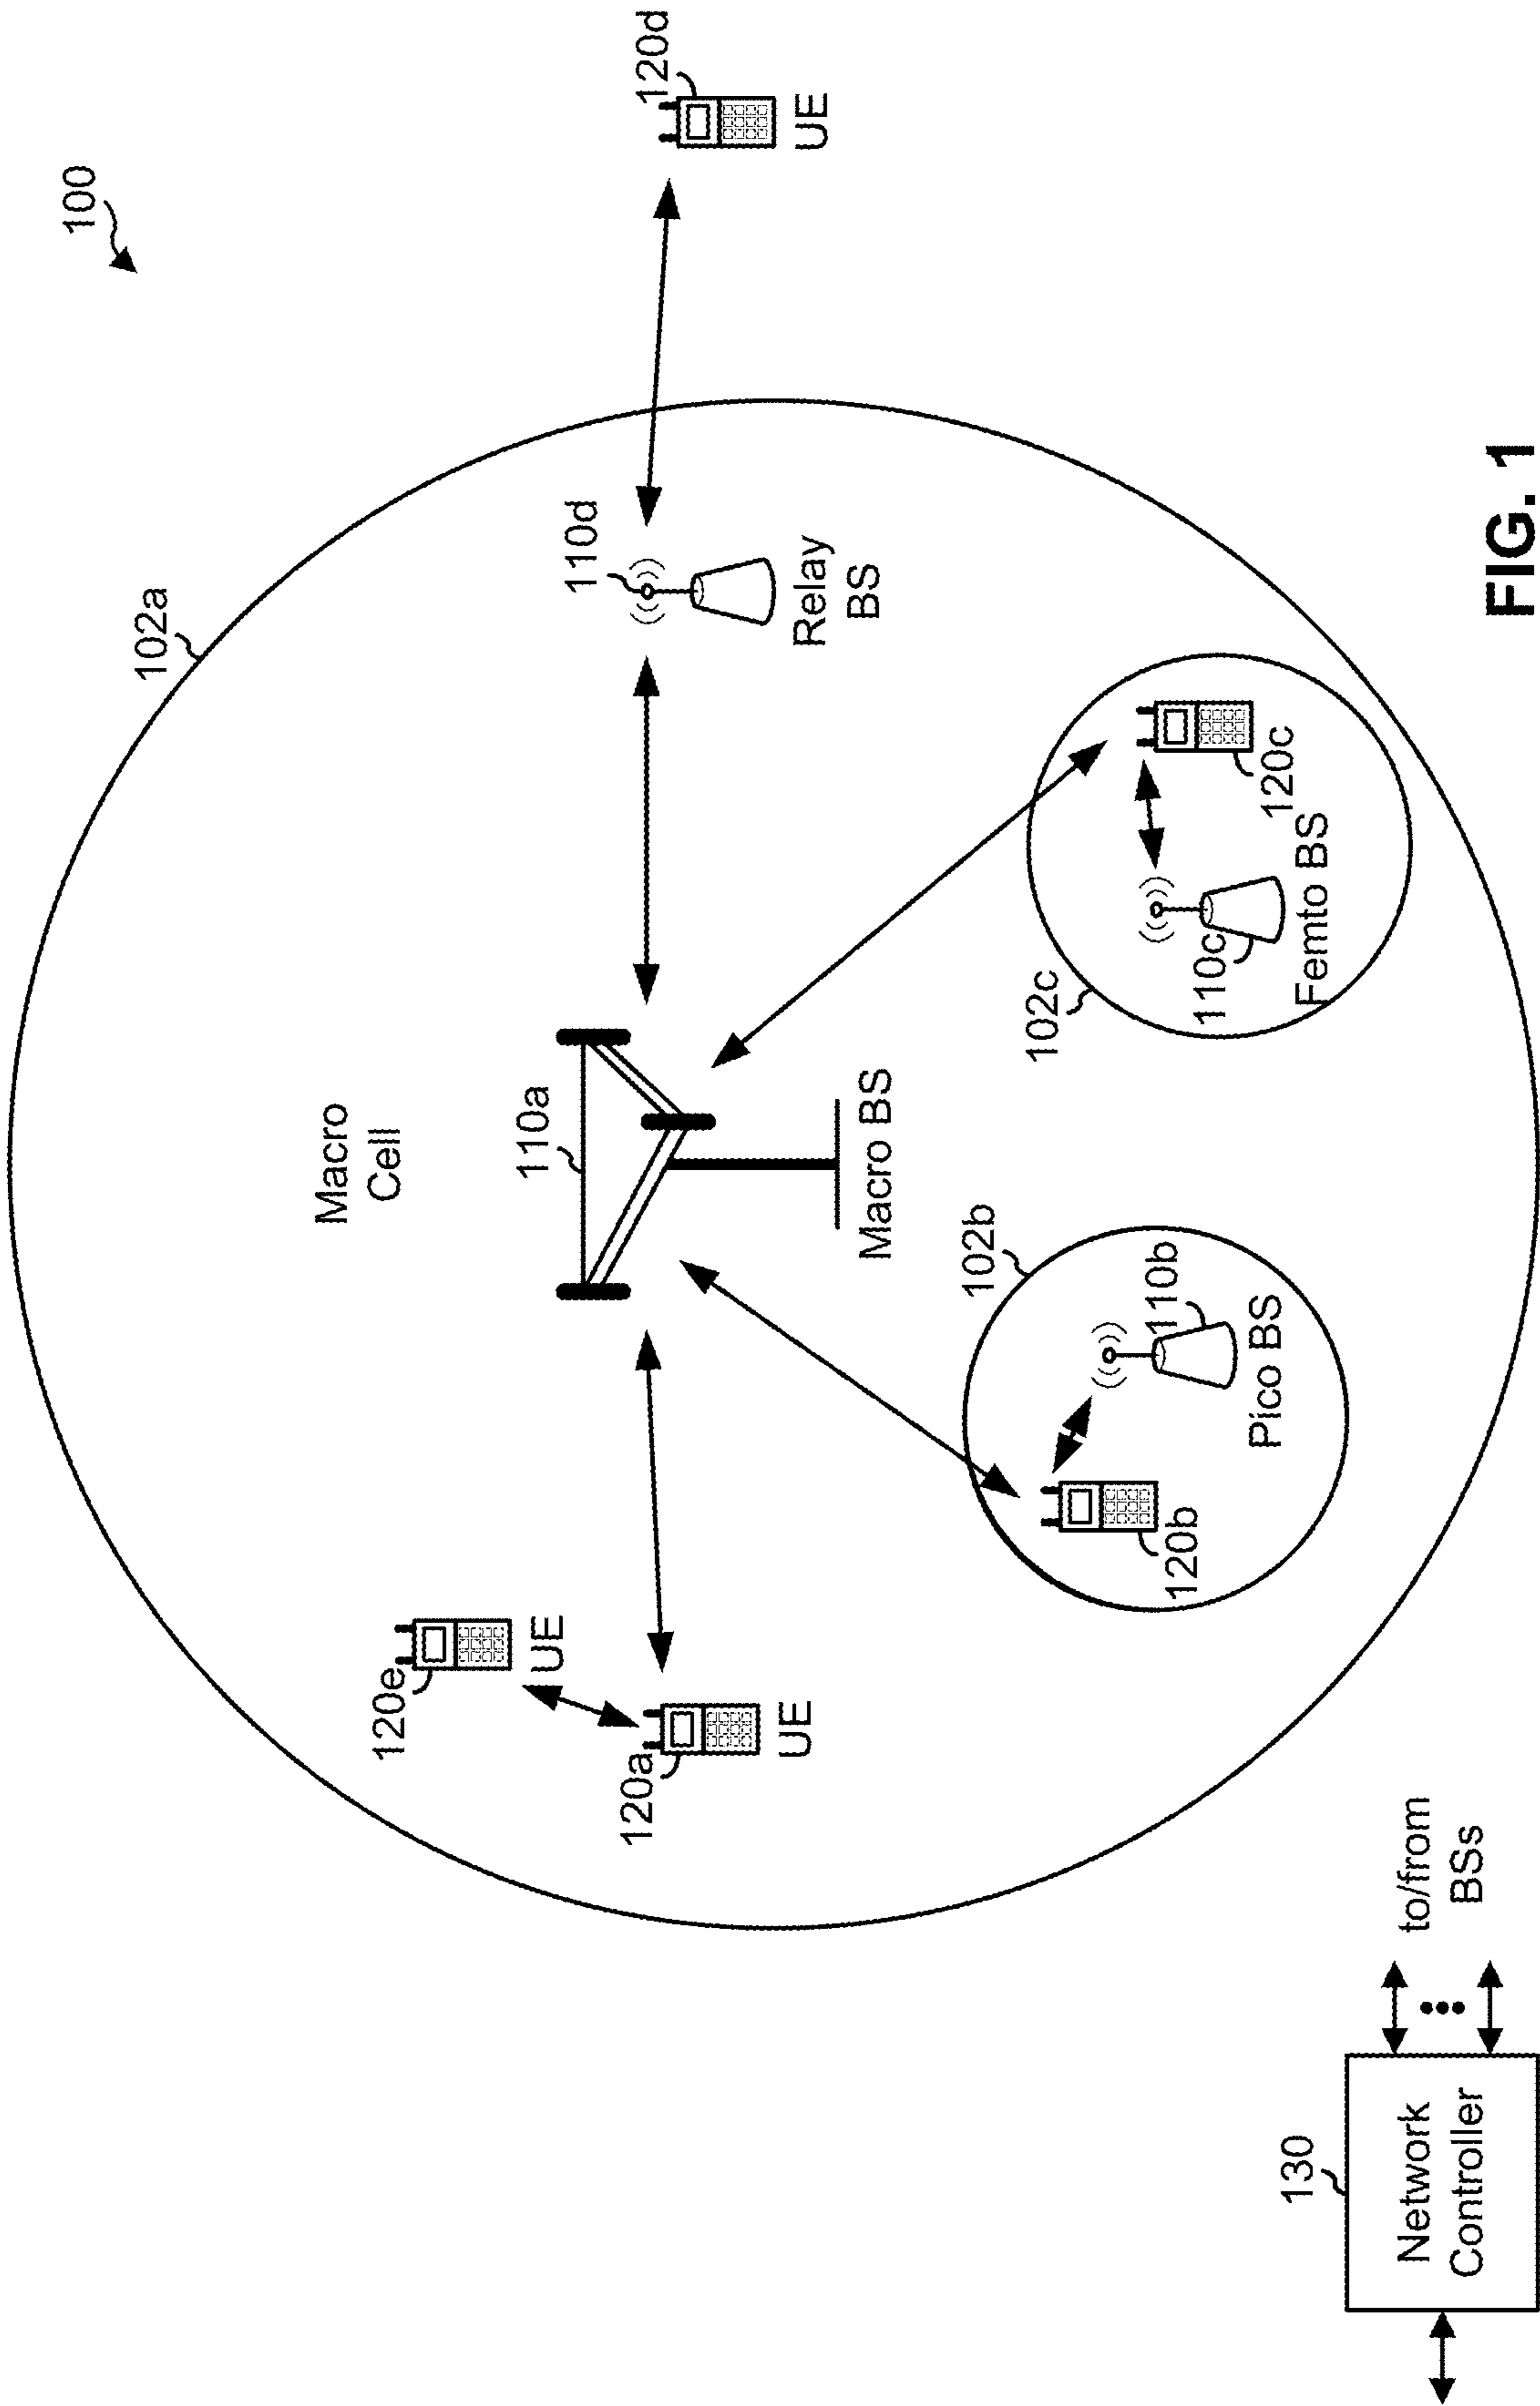 100
102a
Macro
Cell
110a
110d
120d
UE
Relay
BS
120e
UE
120a
UE
Macro BS
102b
120b
110b
Pico BS
102c
110c
120c
Femto BS
130
Network
Controller
to/from
BSs
FIG. 1